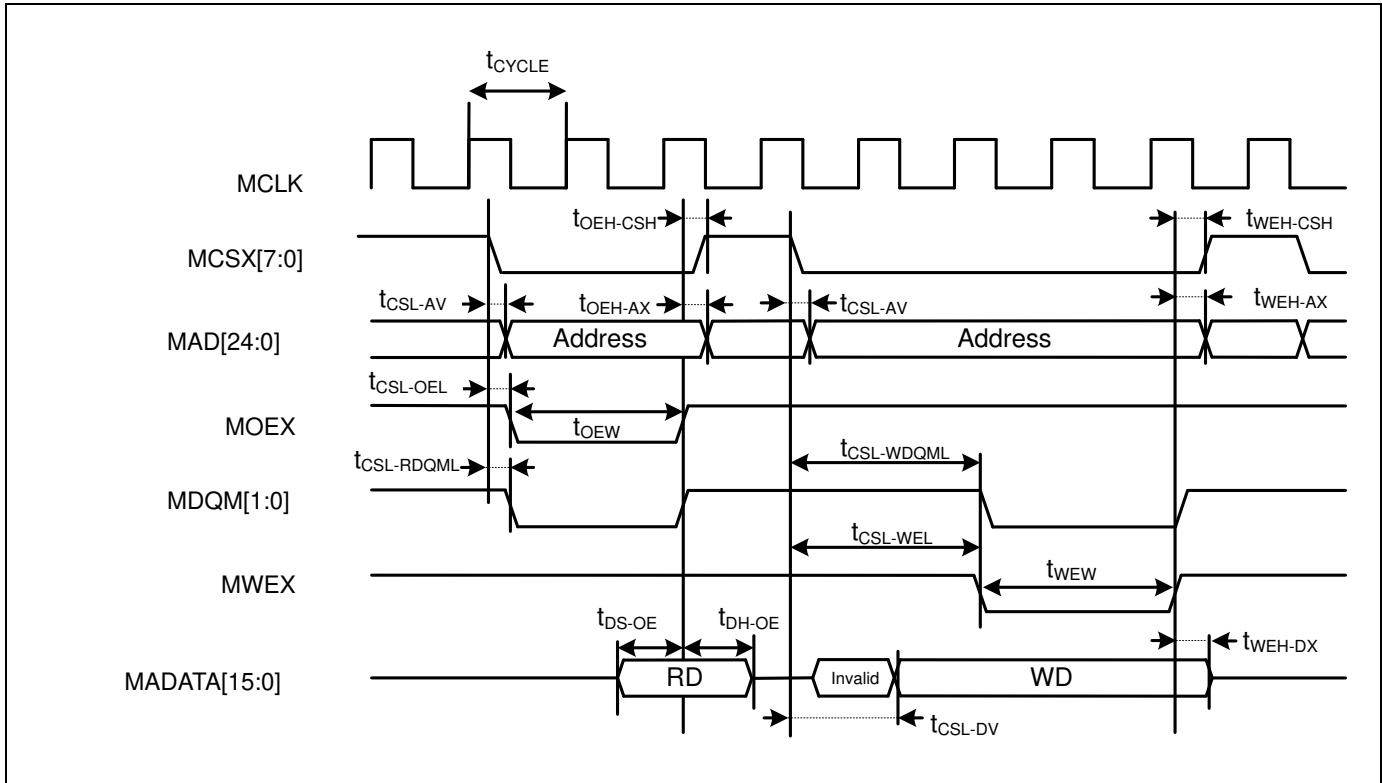 tCYCLE
MCLK
tOEH-CSH
tWEH-CSH
MCSX[7:0]
tCSL-AV
tOEH-AX
tCSL-AV
tWEH-AX
MAD[24:0]
Address
Address
tCSL-OEL
MOEX
tOEW
tCSL-RDQML
tCSL-WDQML
MDQM[1:0]
tCSL-WEL
MWEX
tWEW
tDS-OE
tDH-OE
tWEH-DX
MADATA[15:0]
RD
Invalid
WD
tCSL-DV